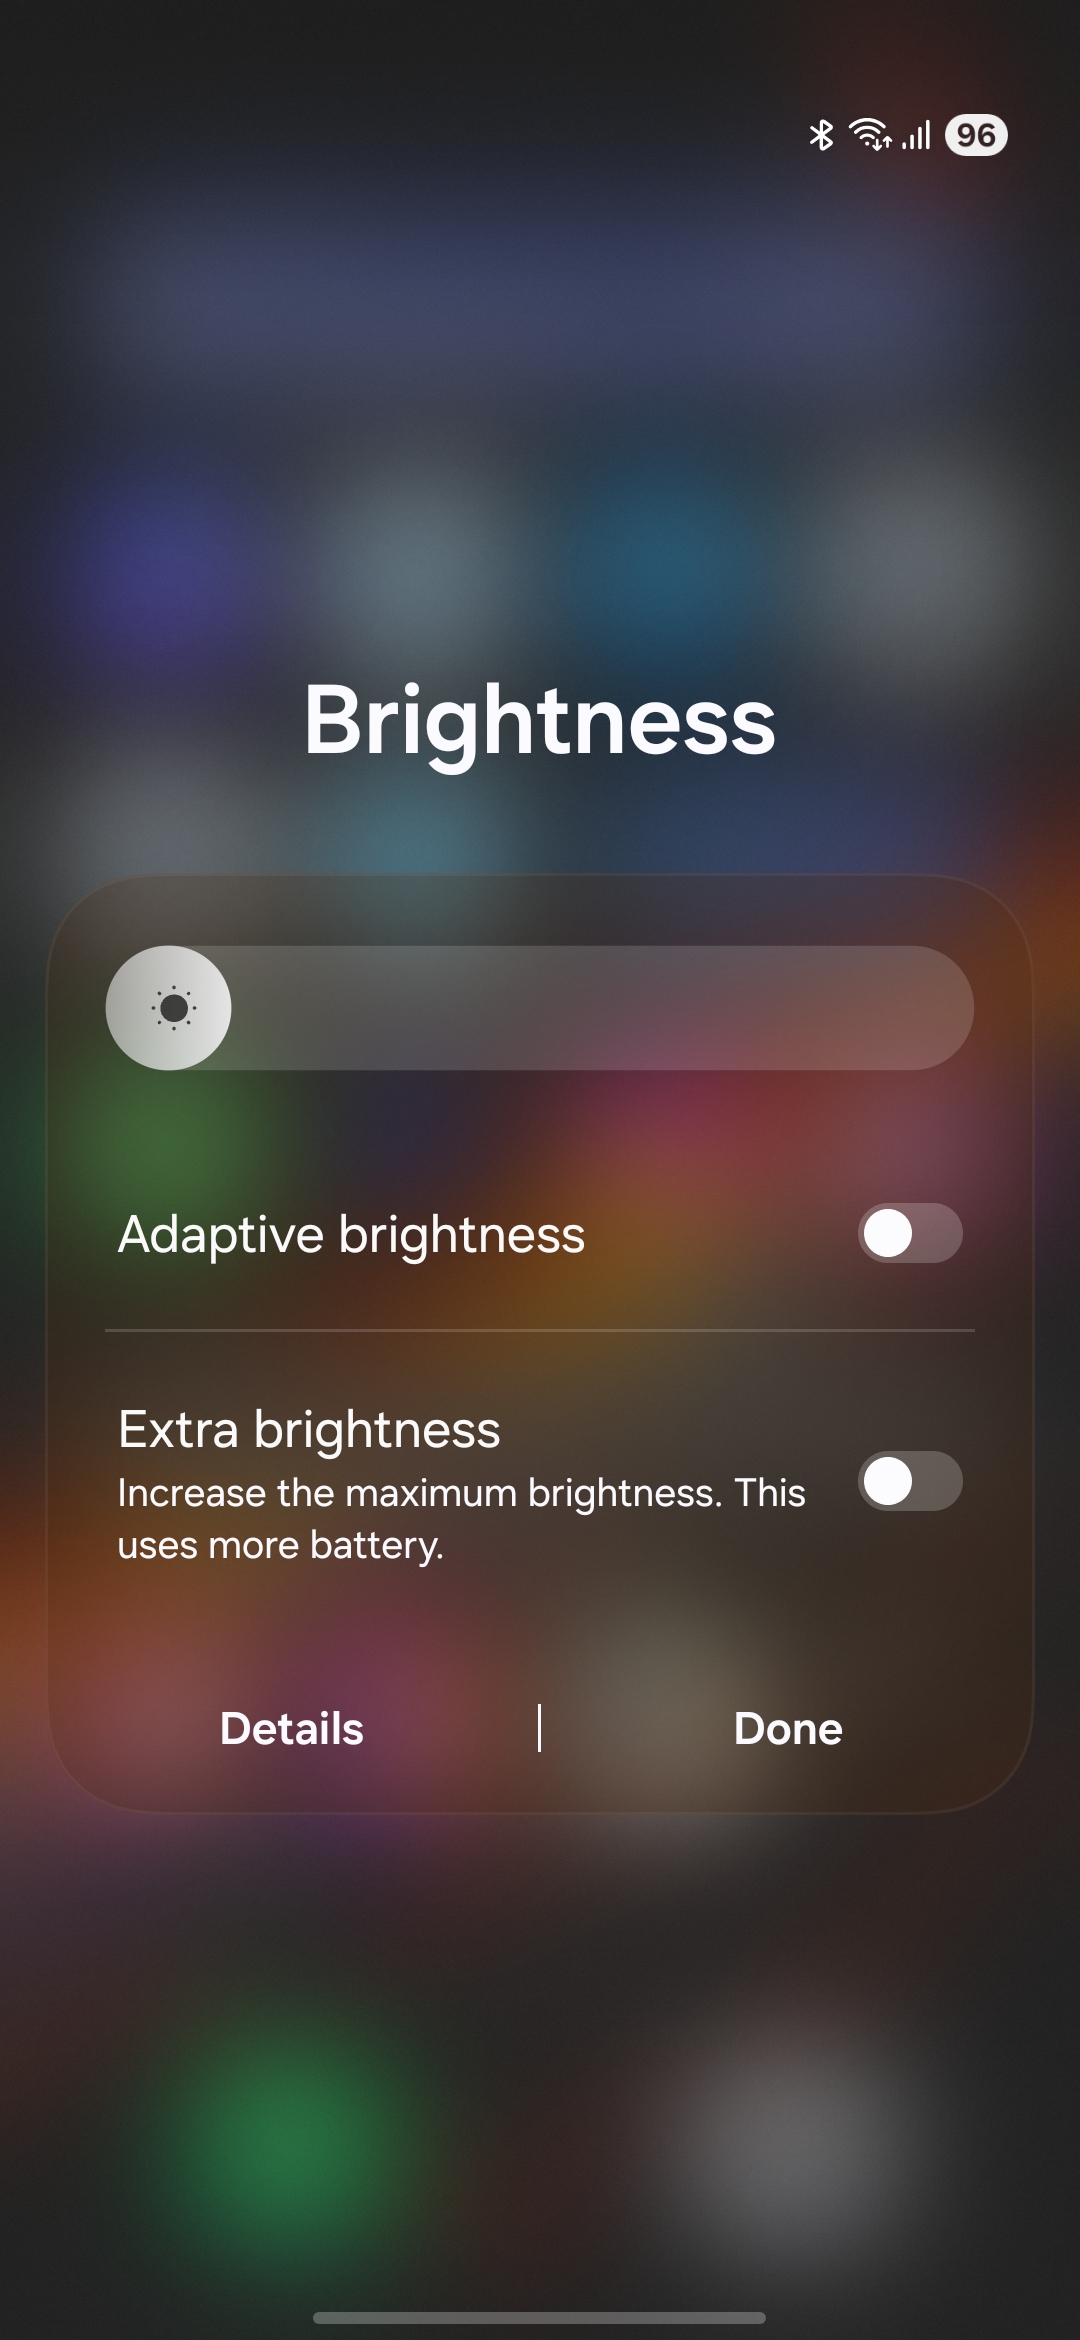 96
Brightness
Adaptive brightness
Extra brightness
Increase the maximum brightness. This
uses more battery.
Details
Done